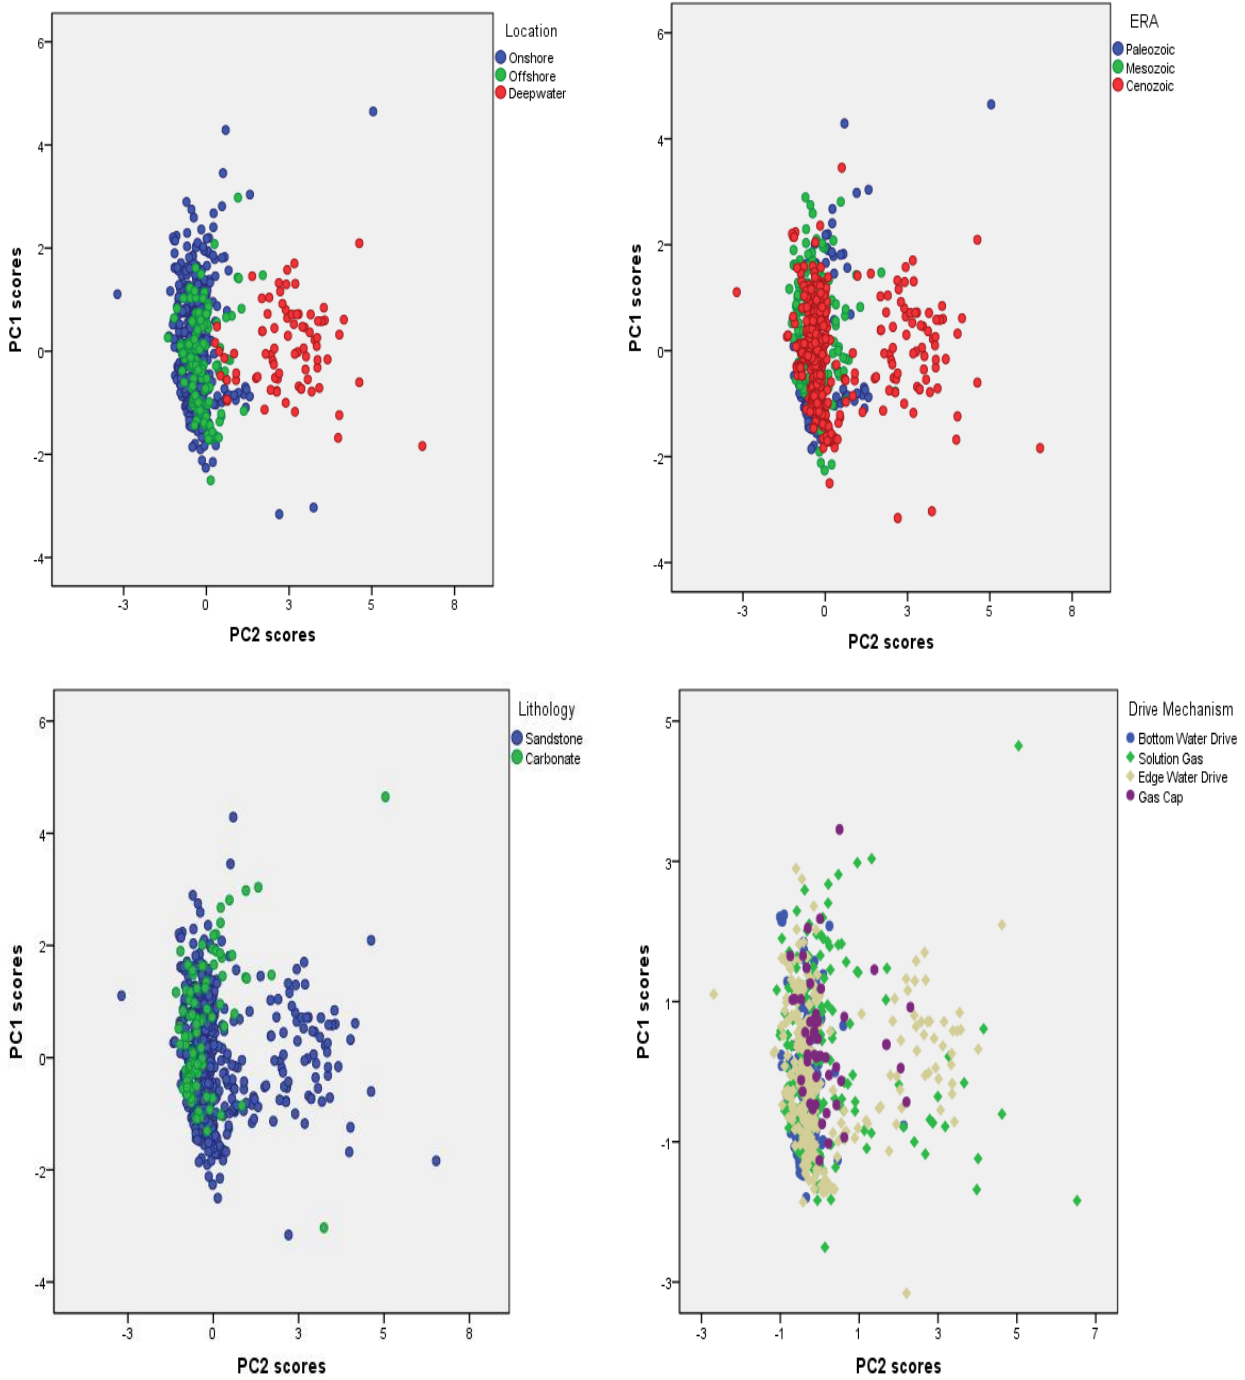 Location
Onshore
Offshore
Deepwater
6
4
2
0
-2
-4
PC1 scores
-3 0 3 5 8
PC2 scores
ERA
Paleozoic
Mesozoic
Cenozoic
6
4
2
0
-2
-4
PC1 scores
-3 0 3 5 8
PC2 scores
Lithology
Sandstone
Carbonate
6
4
2
0
-2
-4
PC1 scores
-3 0 3 5 8
PC2 scores
Drive Mechanism
Bottom Water Drive
Solution Gas
Edge Water Drive
Gas Cap
5
3
1
-1
-3
PC1 scores
-3 -1 1 3 5 7
PC2 scores